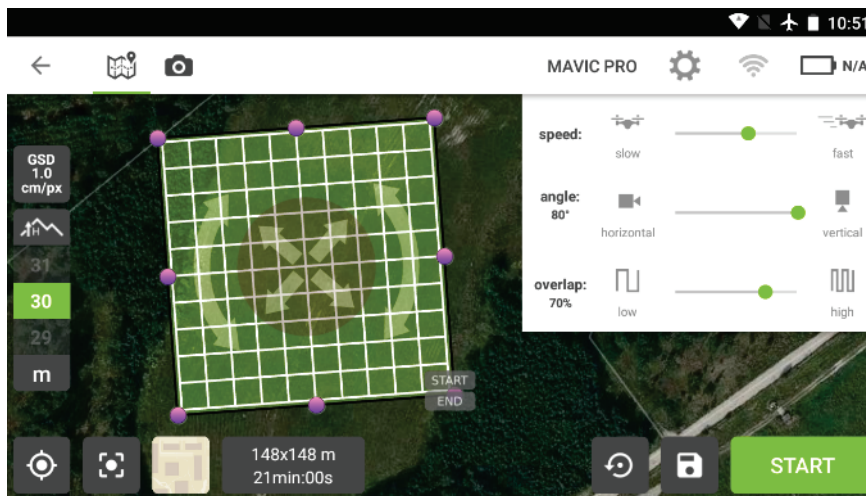 10:51
MAVIC PRO
N/A
GSD
1.0
cm/px
H
31
30
29
m
speed:
slow
fast
angle:
80°
horizontal
vertical
overlap:
70%
low
high
START
END
148x148 m
21min:00s
START